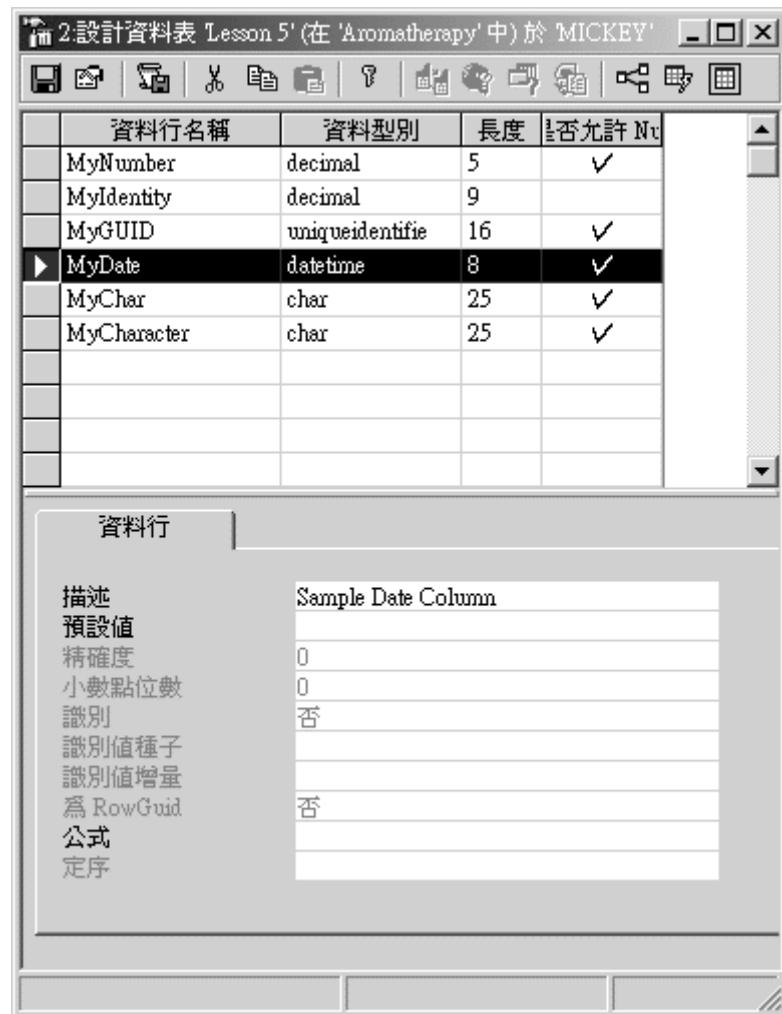 2:設計資料表 'Lesson 5' (在 'Aromatherapy' 中) 於 'MICKEY'
資料行名稱 資料型別 長度 是否允許 Nu
MyNumber decimal 5
MyIdentity decimal 9
MyGUID uniqueidentifie 16
MyDate datetime 8
MyChar char 25
MyCharacter char 25
資料行
描述 Sample Date Column
預設值
精確度 0
小數點位數 0
識別 否
識別值種子
識別值增量
為 RowGuid 否
公式
定序